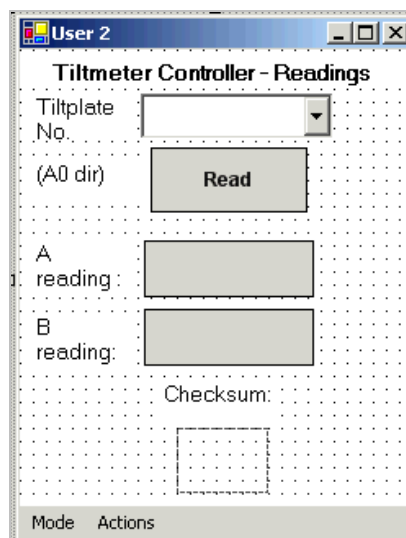 User 2
Tiltmeter Controller - Readings
Tiltplate
No.
(A0 dir)
Read
A
reading :
B
reading:
Checksum:
Mode Actions